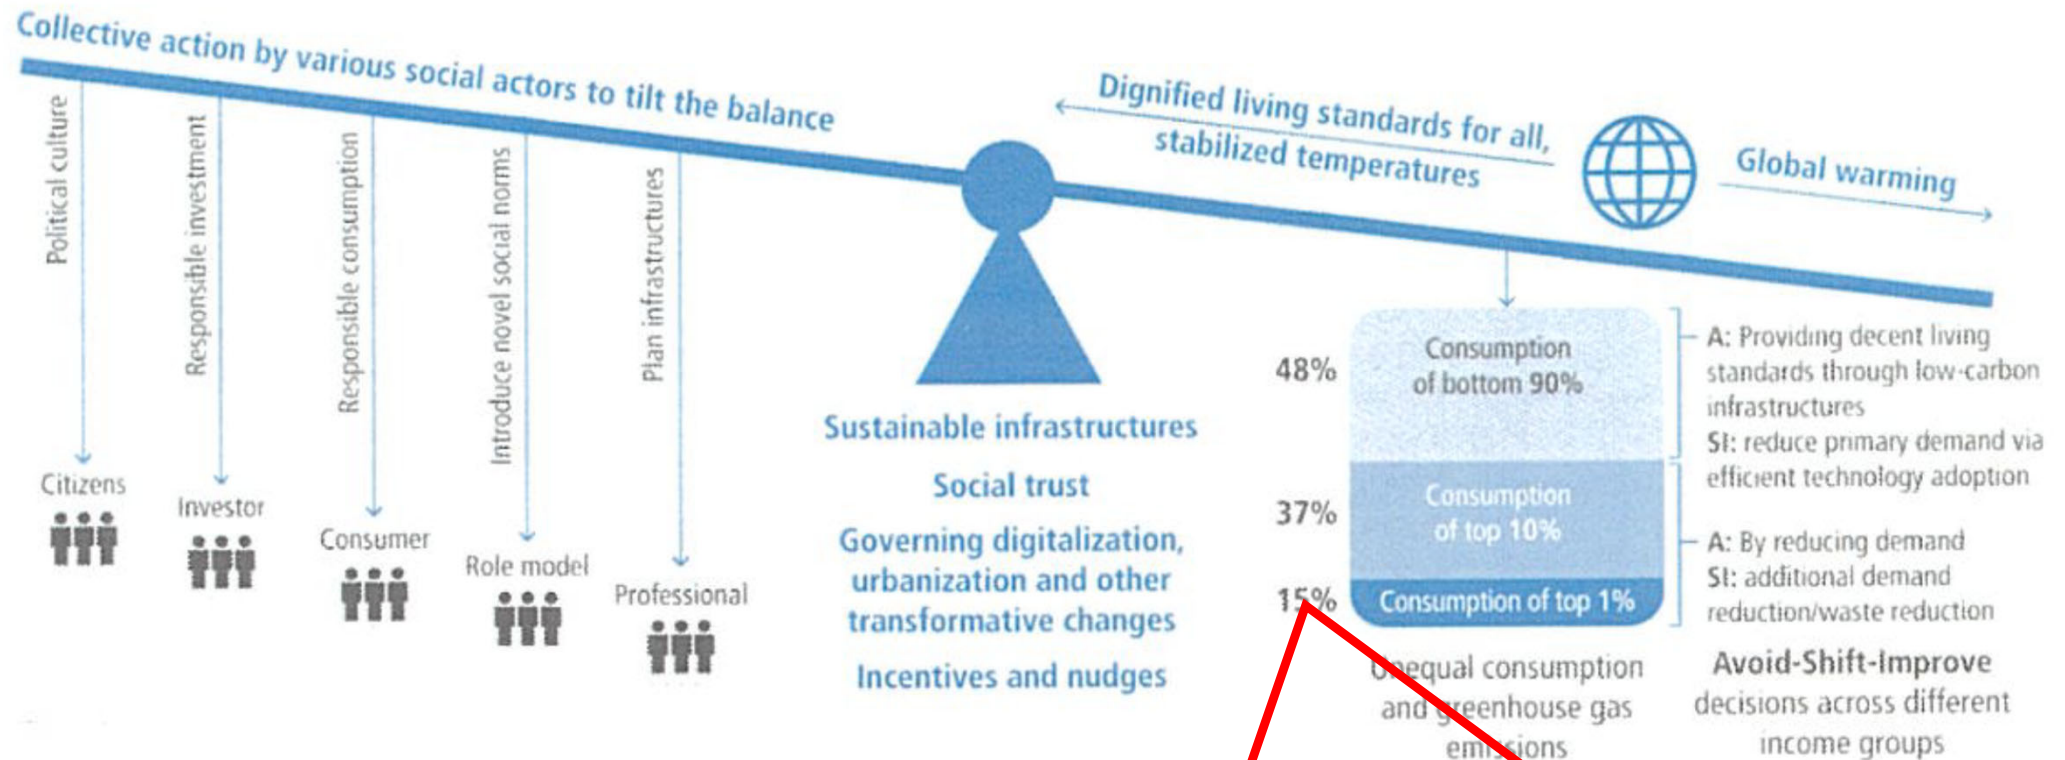 Collective action by various social actors to tilt the balance
Dignified living standards for all,
stabilized temperatures
Global warming
Political culture
Responsible investment
Responsible consumption
Introduce novel social norms
Plan infrastructures
Citizens
Investor
Consumer
Role model
Professional
Sustainable infrastructures
Social trust
Governing digitalization,
urbanization and other
transformative changes
Incentives and nudges
48%
Consumption
of bottom 90%
37%
Consumption
of top 10%
15%
Consumption of top 1%
A: Providing decent living
standards through low-carbon
infrastructures
SI: reduce primary demand via
efficient technology adoption
A: By reducing demand
SI: additional demand
reduction/waste reduction
Unequal consumption
and greenhouse gas
emissions
Avoid-Shift-Improve
decisions across different
income groups